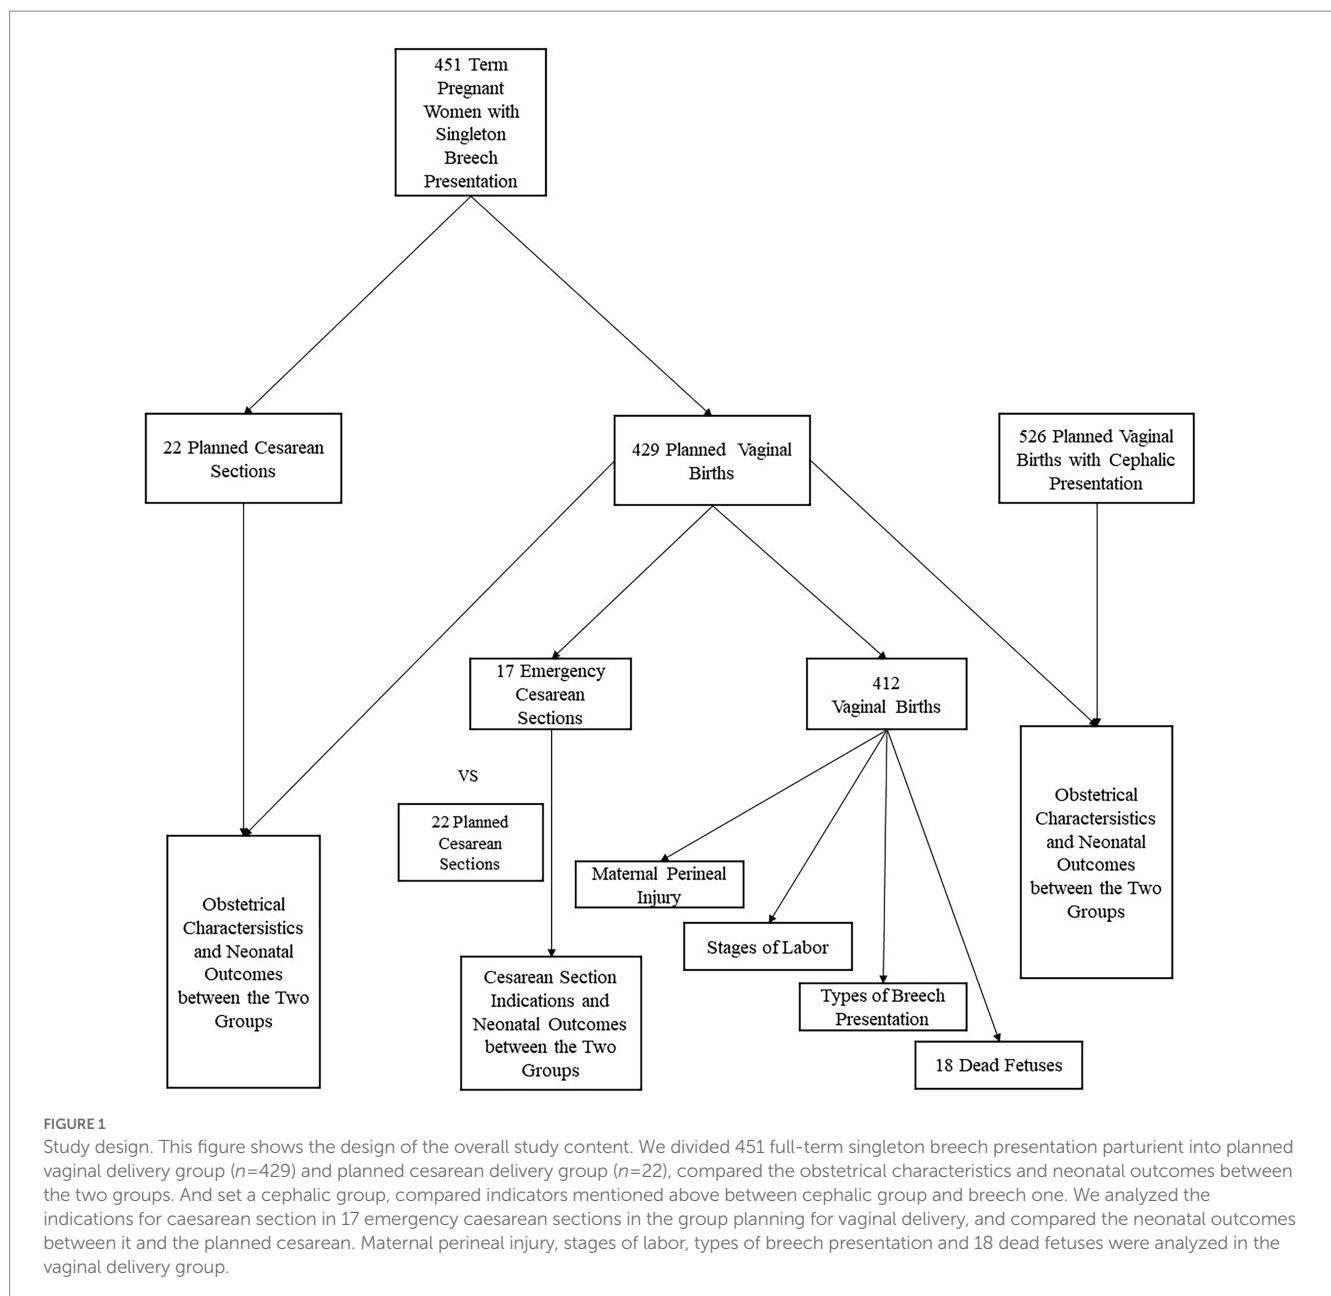 451 Term
Pregnant
Women with
Singleton
Breech
Presentation
22 Planned Cesarean
Sections
429 Planned Vaginal
Births
526 Planned Vaginal
Births with Cephalic
Presentation
17 Emergency
Cesarean
Sections
412
Vaginal Births
VS
22 Planned
Cesarean
Sections
Obstetrical
Charactersistics
and Neonatal
Outcomes
between the Two
Groups
Maternal Perineal
Injury
Stages of Labor
Types of Breech
Presentation
18 Dead Fetuses
Obstetrical
Charactersistics
and Neonatal
Outcomes
between the Two
Groups
Cesarean Section
Indications and
Neonatal Outcomes
between the Two
Groups
FIGURE 1
Study design. This figure shows the design of the overall study content. We divided 451 full-term singleton breech presentation parturient into planned
vaginal delivery group (n=429) and planned cesarean delivery group (n=22), compared the obstetrical characteristics and neonatal outcomes between
the two groups. And set a cephalic group, compared indicators mentioned above between cephalic group and breech one. We analyzed the
indications for caesarean section in 17 emergency caesarean sections in the group planning for vaginal delivery, and compared the neonatal outcomes
between it and the planned cesarean. Maternal perineal injury, stages of labor, types of breech presentation and 18 dead fetuses were analyzed in the
vaginal delivery group.